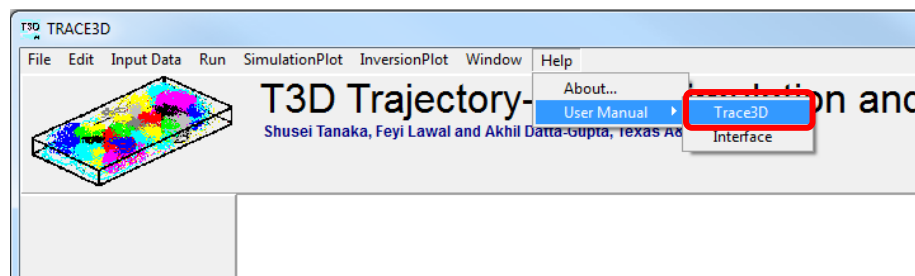 T3D TRACE3D
File Edit Input Data Run SimulationPlot InversionPlot Window Help
About...
T3D Trajectory- and
User Manual Trace3D
Shusei Tanaka, Feyi Lawal and Akhil Datta-Gupta, Texas A&
Interface